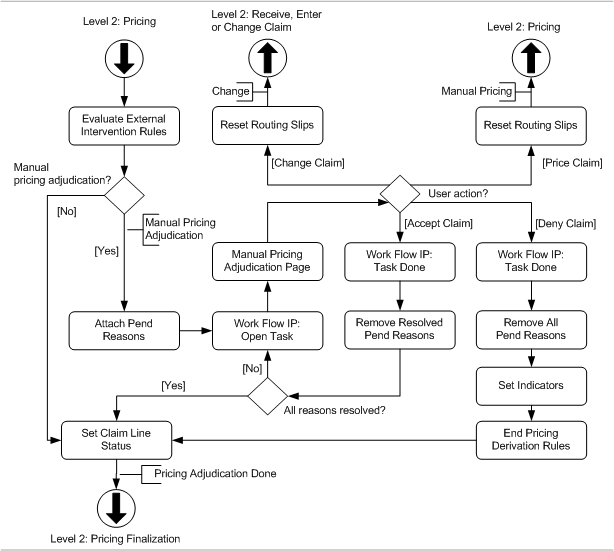 Level 2: Pricing
Level 2: Receive, Enter
or Change Claim
Level 2: Pricing
Change
Manual Pricing
Evaluate External
Intervention Rules
Reset Routing Slips
Reset Routing Slips
Manual
pricing adjudication?
[Change Claim]
[Price Claim]
User action?
[No]
Manual Pricing
Adjudication
[Accept Claim]
[Deny Claim]
[Yes]
Manual Pricing
Adjudication Page
Work Flow IP:
Task Done
Work Flow IP:
Task Done
Attach Pend
Reasons
Work Flow IP:
Open Task
Remove Resolved
Pend Reasons
Remove All
Pend Reasons
[No]
[Yes]
Set Indicators
All reasons resolved?
Set Claim Line
Status
End Pricing
Derivation Rules
Pricing Adjudication Done
Level 2: Pricing Finalization